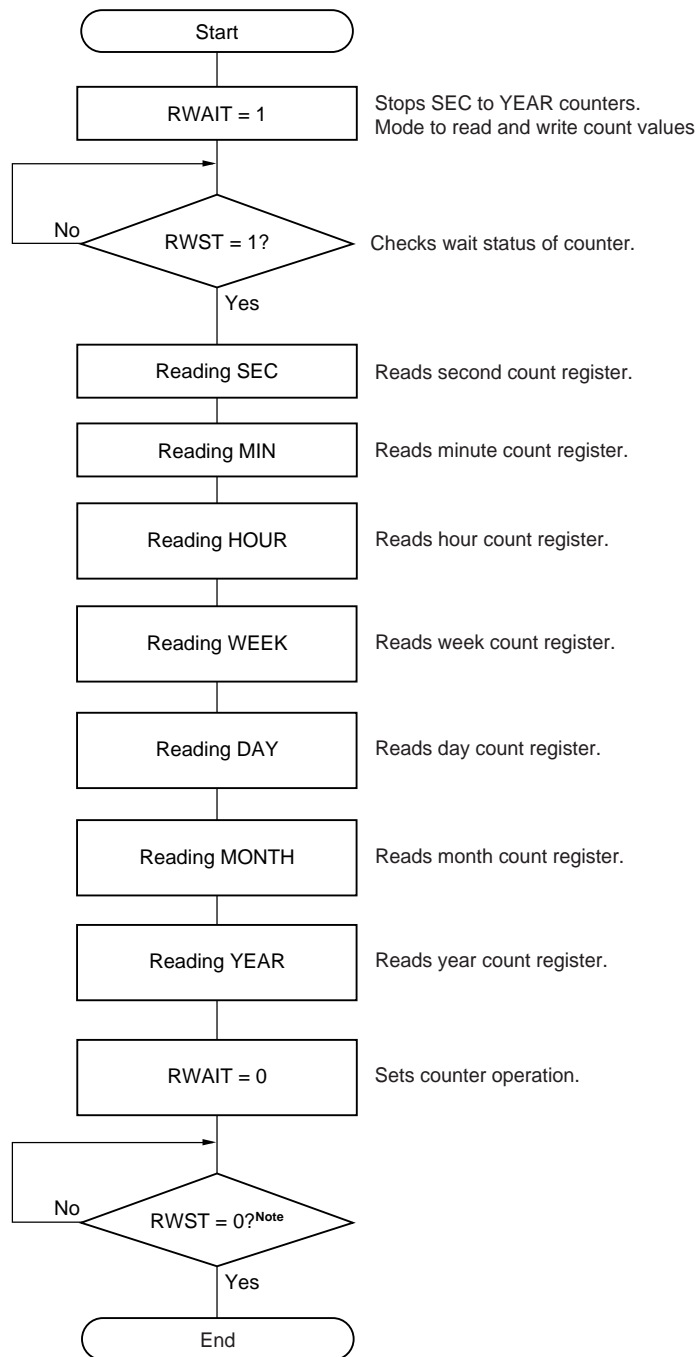 Start
RWAIT = 1
Stops SEC to YEAR counters.
Mode to read and write count values
No
RWST = 1?
Checks wait status of counter.
Yes
Reading SEC
Reads second count register.
Reading MIN
Reads minute count register.
Reading HOUR
Reads hour count register.
Reading WEEK
Reads week count register.
Reading DAY
Reads day count register.
Reading MONTH
Reads month count register.
Reading YEAR
Reads year count register.
RWAIT = 0
Sets counter operation.
No
RWST = 0?Note
Yes
End